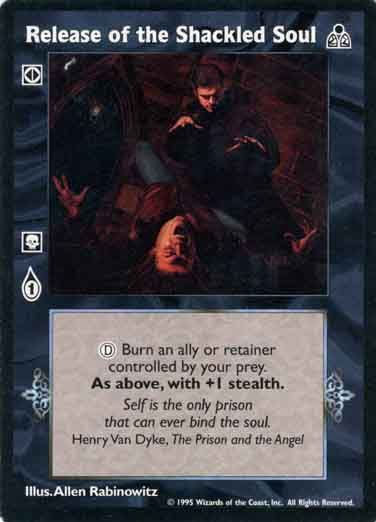 Release of the Shackled Soul
1
D Burn an ally or retainer
controlled by your prey.
As above, with +1 stealth.
Self is the only prison
that can ever bind the soul.
Henry Van Dyke, The Prison and the Angel
Illus. Allen Rabinowitz
© 1995 Wizards of the Coast, Inc. All Rights Reserved.